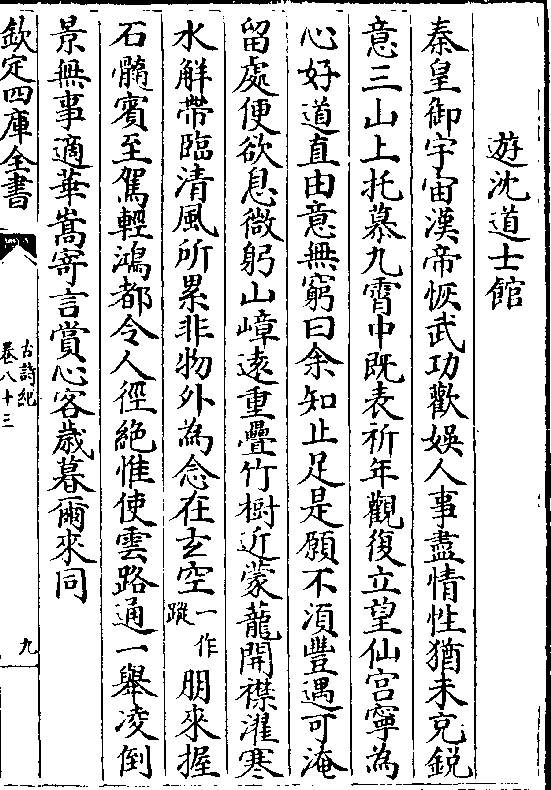 遊沈道士館
秦皇御宇宙漢帝恢武功歡娛人事盡情性猶未充銳
意三山上托慕九霄中既表祈年觀復立望仙宮寧為
心好道直由意無窮曰余知止足是願不湏豐遇可淹
留處便欲息微躬山嶂逺重疊竹樹近蒙蘢開襟濯寒
水解帶臨清風所累非物外為念在玄空一作蹤朋來握
石髓賓至駕輕鴻都令人徑絶惟使雲路通一舉凌倒
景無事適華嵩寄言賞心客歲暮爾來同
欽定四庫全書
古詩紀
卷八十三
九